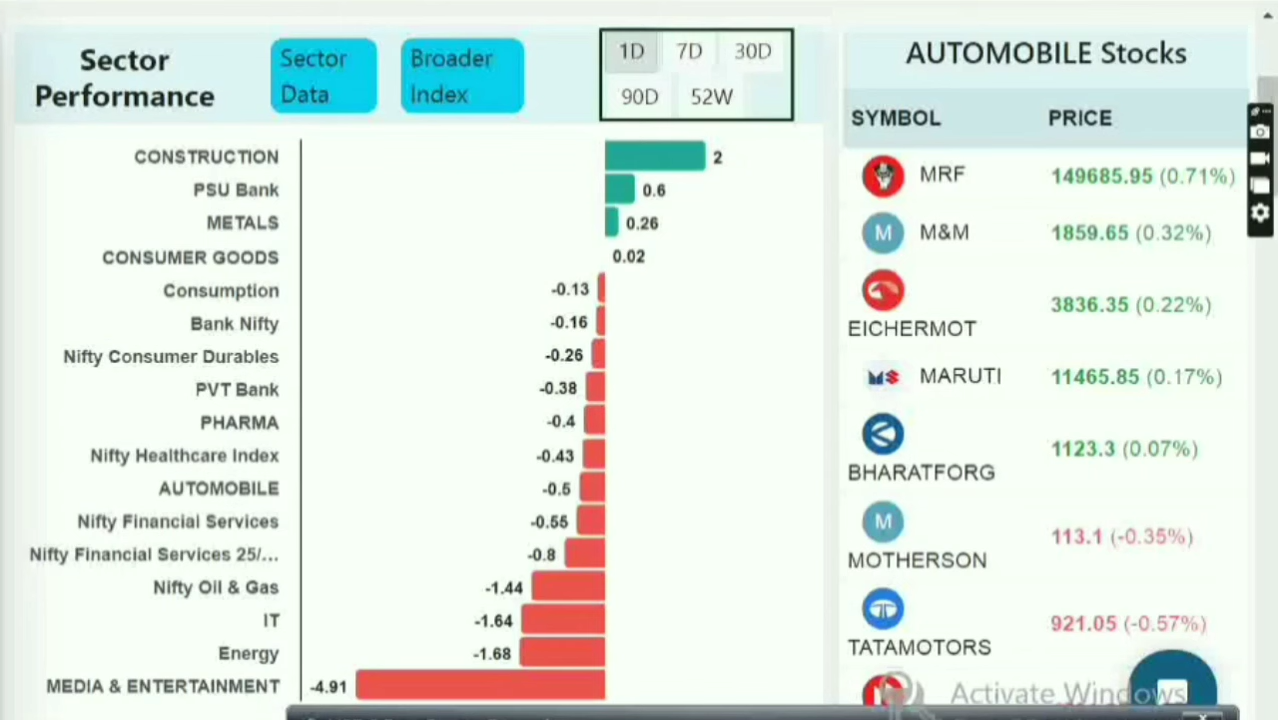 Sector
Performance
Sector
Data
Broader
Index
1D 7D 30D
90D 52W
CONSTRUCTION 2
PSU Bank 0.6
METALS 0.26
CONSUMER GOODS 0.02
Consumption -0.13
Bank Nifty -0.16
Nifty Consumer Durables -0.26
PVT Bank -0.38
PHARMA -0.4
Nifty Healthcare Index -0.43
AUTOMOBILE -0.5
Nifty Financial Services -0.55
Nifty Financial Services 25/... -0.8
Nifty Oil & Gas -1.44
IT -1.64
Energy -1.68
MEDIA & ENTERTAINMENT -4.91
AUTOMOBILE Stocks
SYMBOL PRICE
MRF 149685.95 (0.71%)
M M&M 1859.65 (0.32%)
EICHERMOT 3836.35 (0.22%)
MARUTI 11465.85 (0.17%)
BHARATFORG 1123.3 (0.07%)
M
MOTHERSON 113.1 (-0.35%)
TATAMOTORS 921.05 (-0.57%)
Activate Windows